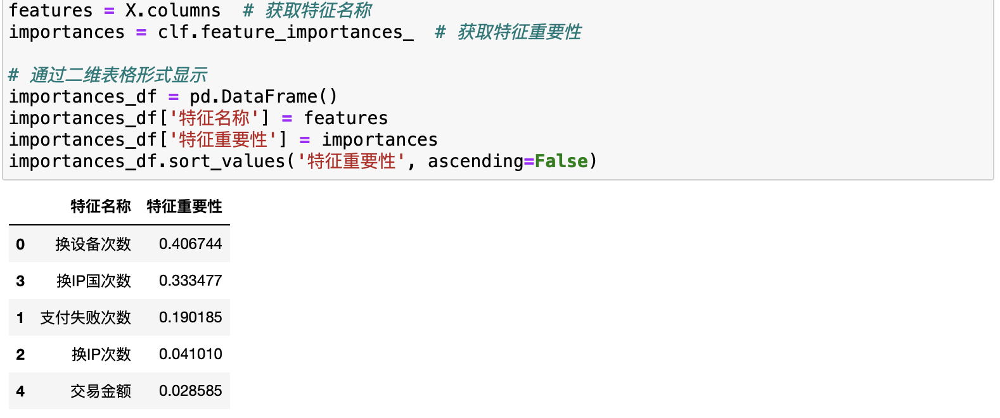 features = X.columns  # 获取特征名称
importances = clf.feature_importances_  # 获取特征重要性
# 通过二维表格形式显示
importances_df = pd.DataFrame()
importances_df['特征名称'] = features
importances_df['特征重要性'] = importances
importances_df.sort_values('特征重要性', ascending=False)
特征名称 特征重要性
0 换设备次数 0.406744
3 换IP国次数 0.333477
1 支付失败次数 0.190185
2 换IP次数 0.041010
4 交易金额 0.028585